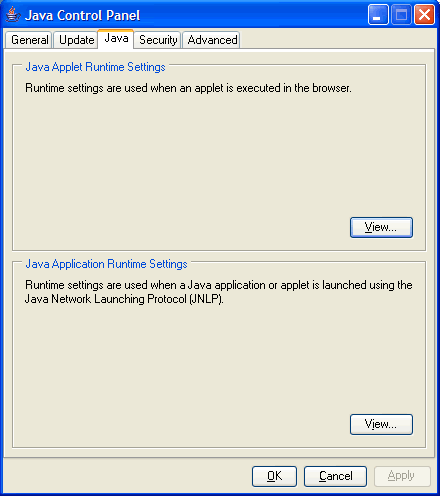 Java Control Panel
General Update Java Security Advanced
Java Applet Runtime Settings
Runtime settings are used when an applet is executed in the browser.
View...
Java Application Runtime Settings
Runtime settings are used when a Java application or applet is launched using the
Java Network Launching Protocol (JNLP).
View...
OK Cancel Apply